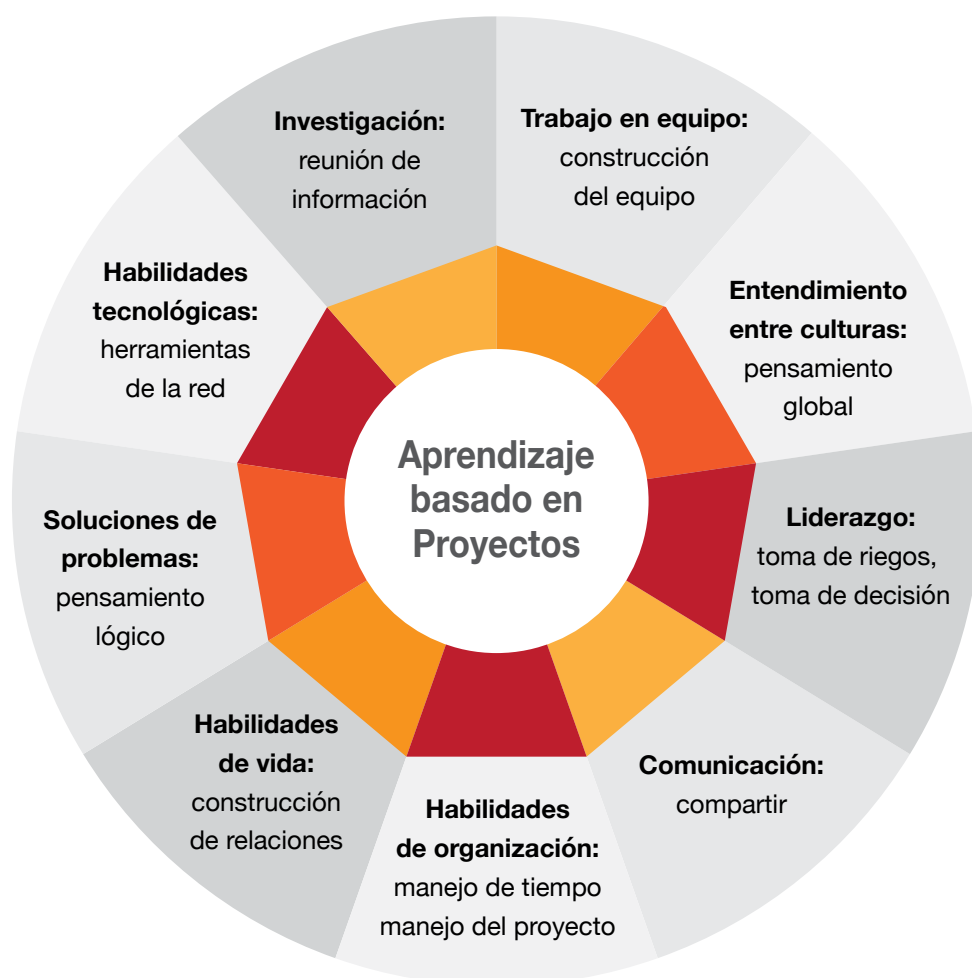 Investigación:
reunión de
información
Trabajo en equipo:
construcción
del equipo
Entendimiento
entre culturas:
pensamiento
global
Liderazgo:
toma de riegos,
toma de decisión
Comunicación:
compartir
Habilidades
de organización:
manejo de tiempo
manejo del proyecto
Habilidades
de vida:
construcción
de relaciones
Soluciones de
problemas:
pensamiento
lógico
Habilidades
tecnológicas:
herramientas
de la red
Aprendizaje
basado en
Proyectos